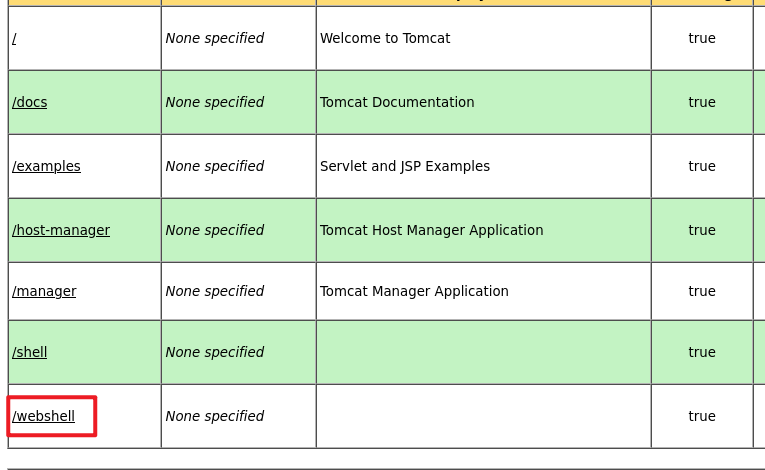 / None specified Welcome to Tomcat true
/docs None specified Tomcat Documentation true
/examples None specified Servlet and JSP Examples true
/host-manager None specified Tomcat Host Manager Application true
/manager None specified Tomcat Manager Application true
/shell None specified true
/webshell None specified true